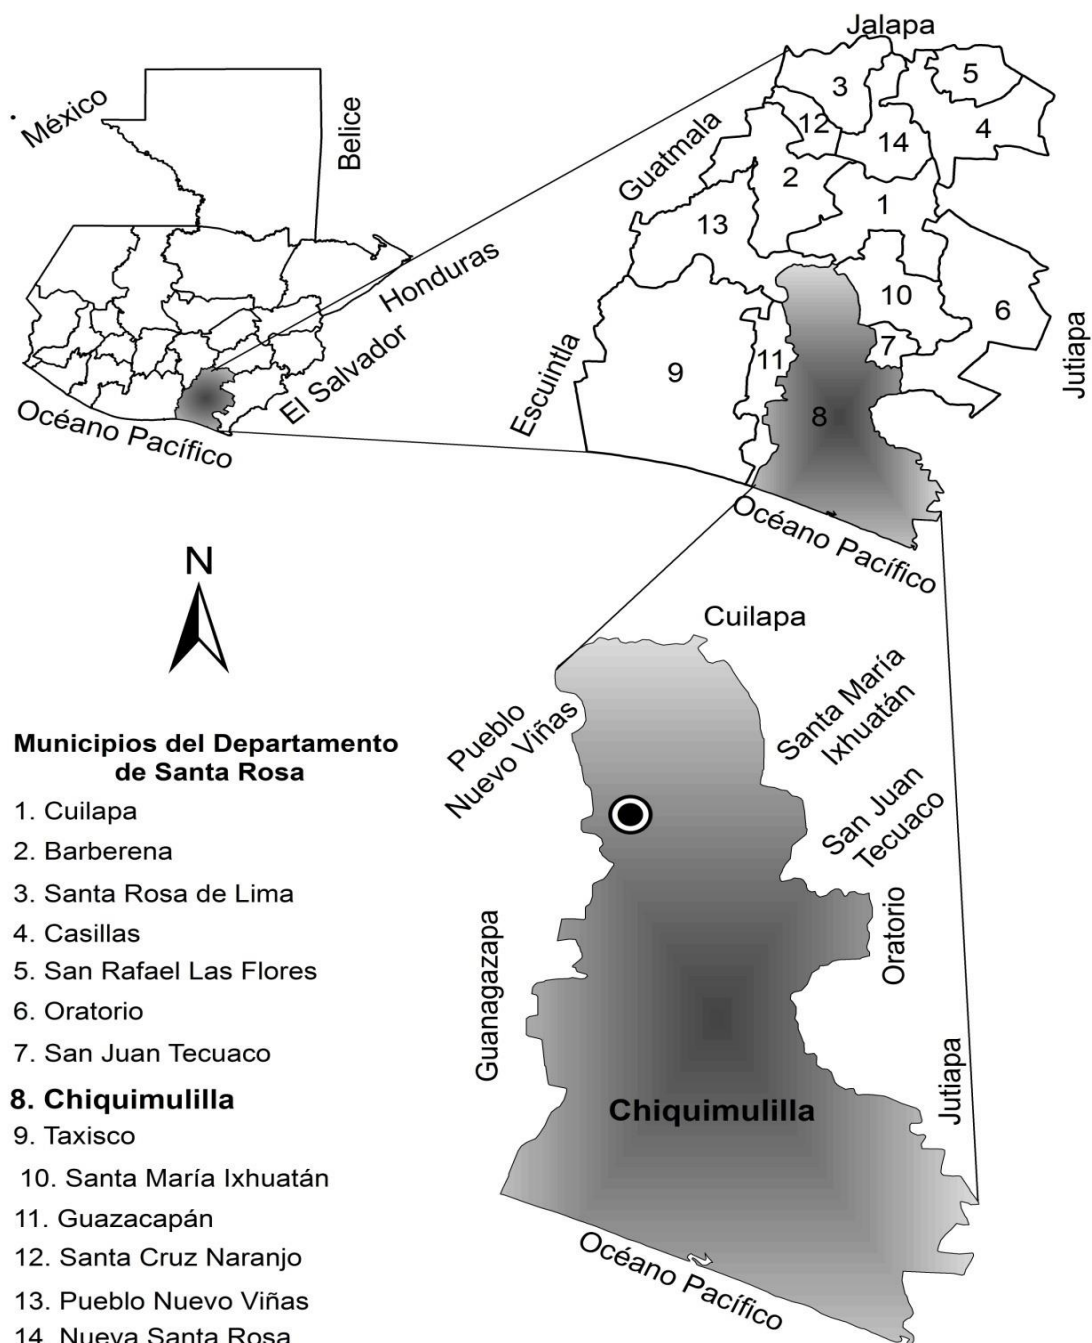 México
Belice
Honduras
El Salvador
Océano Pacífico
Jalapa
Guatmala
Escuintla
Jutiapa
Océano Pacífico
3
5
12
14
4
2
1
13
10
6
7
11
9
8
N
Cuilapa
Pueblo
Nuevo Viñas
Santa María
Ixhuatán
San Juan
Tecuaco
Oratorio
Guanagazapa
Jutiapa
Chiquimulilla
Océano Pacífico
Municipios del Departamento
de Santa Rosa
1. Cuilapa
2. Barberena
3. Santa Rosa de Lima
4. Casillas
5. San Rafael Las Flores
6. Oratorio
7. San Juan Tecuaco
8. Chiquimulilla
9. Taxisco
10. Santa María Ixhuatán
11. Guazacapán
12. Santa Cruz Naranjo
13. Pueblo Nuevo Viñas
14. Nueva Santa Rosa